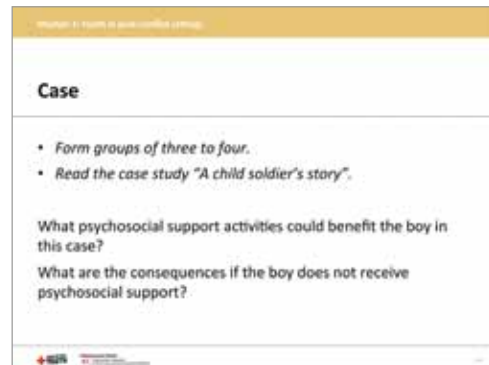 Case
• Form groups of three to four.
• Read the case study "A child soldier's story".
What psychosocial support activities could benefit the boy in
this case?
What are the consequences if the boy does not receive
psychosocial support?